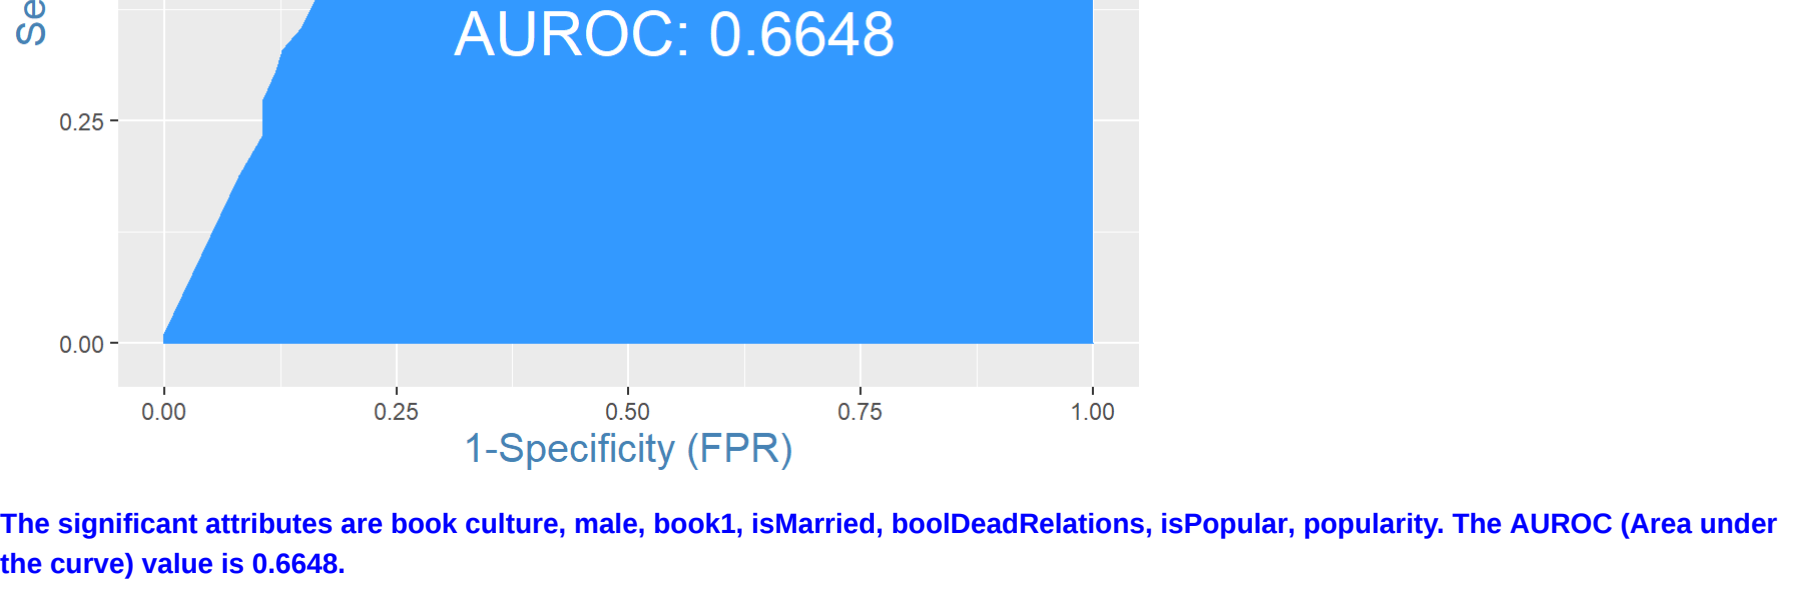 Se
AUROC: 0.6648
0.25
0.00
0.00 0.25 0.50 0.75 1.00
1-Specificity (FPR)
The significant attributes are book culture, male, book1, isMarried, boolDeadRelations, isPopular, popularity. The AUROC (Area under
the curve) value is 0.6648.